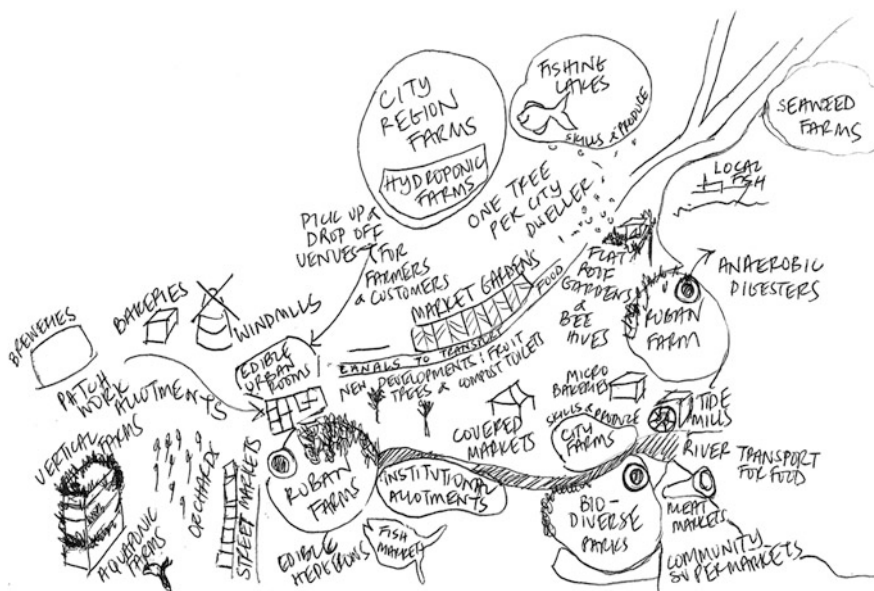 CITY
REGION
FARMS
HYDROPONIC
FARMS
FISHING
LAKES
SKILLS & PRODUCE
SEAWEED
FARMS
LOCAL
FISH
ONE TREE
PER CITY
DWELLER
PICK UP &
DROP OFF
VENUES
FOR
FARMERS
& CUSTOMERS
MARKET GARDENS
CANALS TO TRANSPORT FOOD
FLAT
ROOF
GARDENS
& BEE
HIVES
ANAEROBIC
DIGESTERS
RUBAN
FARM
BREWERIES
BAKERIES
WINDMILLS
EDIBLE
URBAN
ROOMS
PATCH WORK
ALLOTMENTS
NEW DEVELOPMENTS: FRUIT
TREES & COMPOST TOILETS
COVERED
MARKETS
MICRO
BAKERIES
SKILLS & PRODUCE
CITY
FARMS
TIDE
MILLS
RIVER TRANSPORT
FOR FOOD
VERTICAL FARMS
AQUAPONIC
FARMS
ORCHARDS
STREET MARKETS
RUBAN
FARMS
INSTITUTIONAL
ALLOTMENTS
EDIBLE
FISH
MARKET
BIO-
DIVERSE
PARKS
MEAT
MARKETS
COMMUNITY
SUPERMARKETS